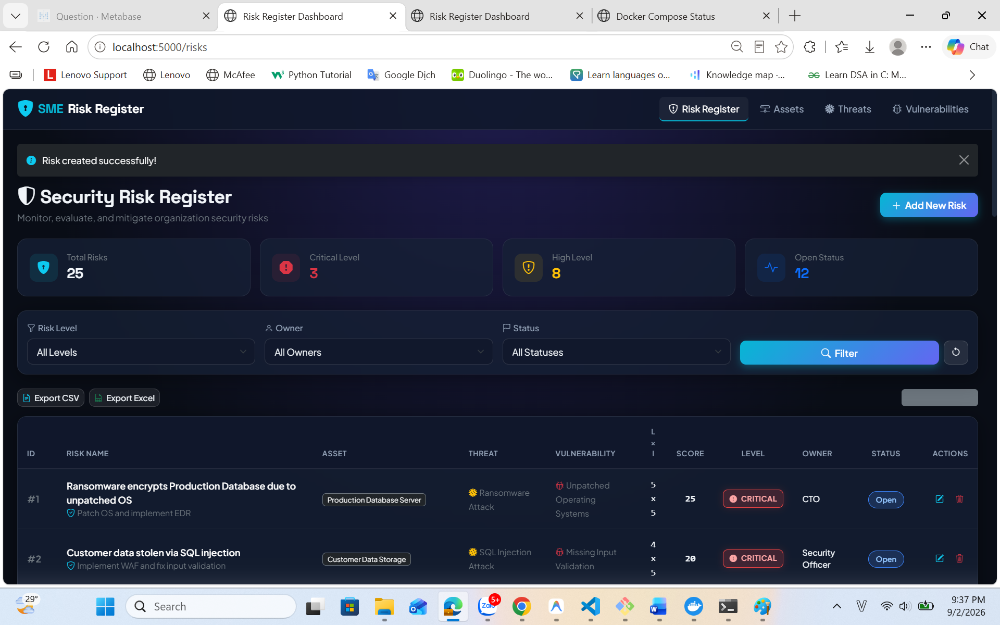 Question · Metabase
Risk Register Dashboard
Risk Register Dashboard
Docker Compose Status
localhost:5000/risks
Chat
Lenovo Support
Lenovo
McAfee
Python Tutorial
Google Dịch
Duolingo - The wo...
Learn languages o...
Knowledge map ·...
Learn DSA in C: M...
SME Risk Register
Risk Register
Assets
Threats
Vulnerabilities
Risk created successfully!
Security Risk Register
Monitor, evaluate, and mitigate organization security risks
+ Add New Risk
Total Risks
25
Critical Level
3
High Level
8
Open Status
12
Risk Level
Owner
Status
All Levels
All Owners
All Statuses
Filter
Export CSV
Export Excel
ID
RISK NAME
ASSET
THREAT
VULNERABILITY
L
×
I
SCORE
LEVEL
OWNER
STATUS
ACTIONS
#1
Ransomware encrypts Production Database due to
unpatched OS
Patch OS and implement EDR
Production Database Server
Ransomware
Attack
Unpatched
Operating
Systems
5
x
5
25
CRITICAL
CTO
Open
#2
Customer data stolen via SQL injection
Implement WAF and fix input validation
Customer Data Storage
SQL Injection
Attack
Missing Input
Validation
4
x
5
20
CRITICAL
Security
Officer
Open
29°
Search
Zalo
5+
9:37 PM
9/2/2026